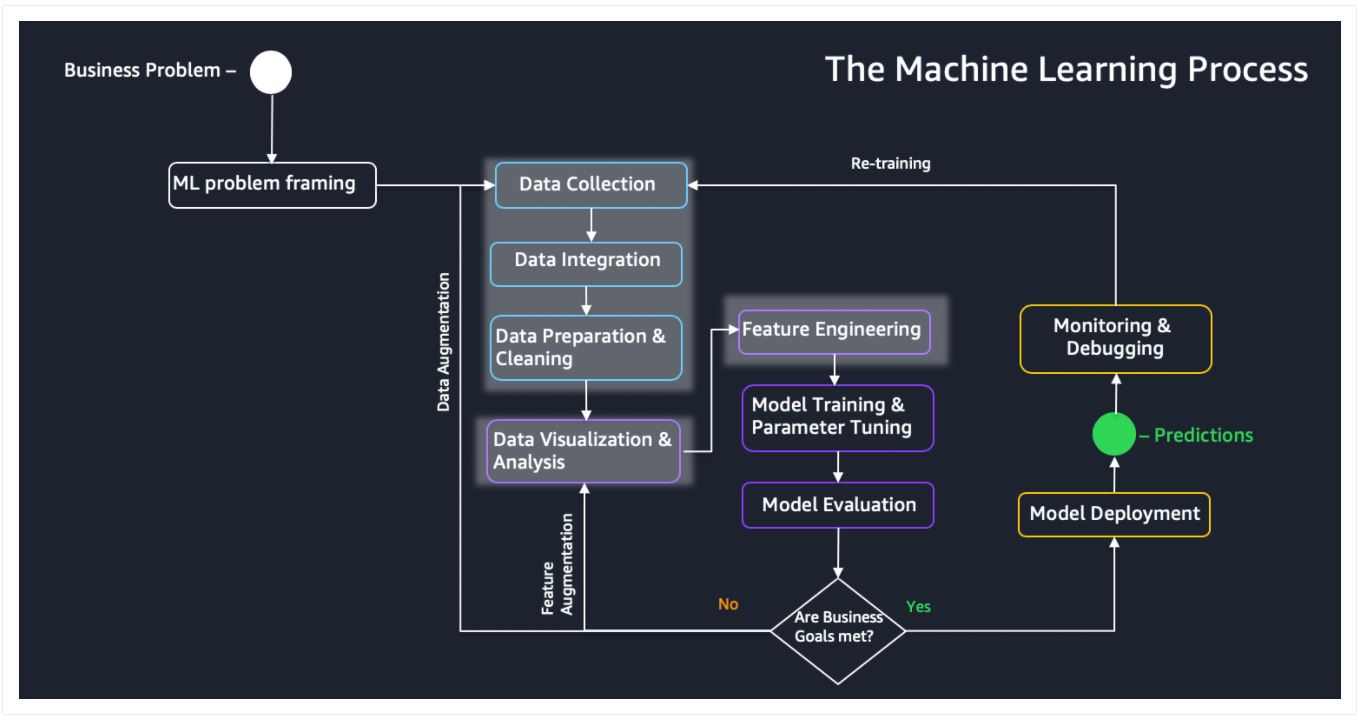 The Machine Learning Process
Business Problem –
ML problem framing
Data Collection
Re-training
Data Integration
Data Augmentation
Data Preparation &
Cleaning
Feature Engineering
Monitoring &
Debugging
Data Visualization &
Analysis
Model Training &
Parameter Tuning
– Predictions
Model Evaluation
Model Deployment
Feature
Augmentation
No
Yes
Are Business
Goals met?